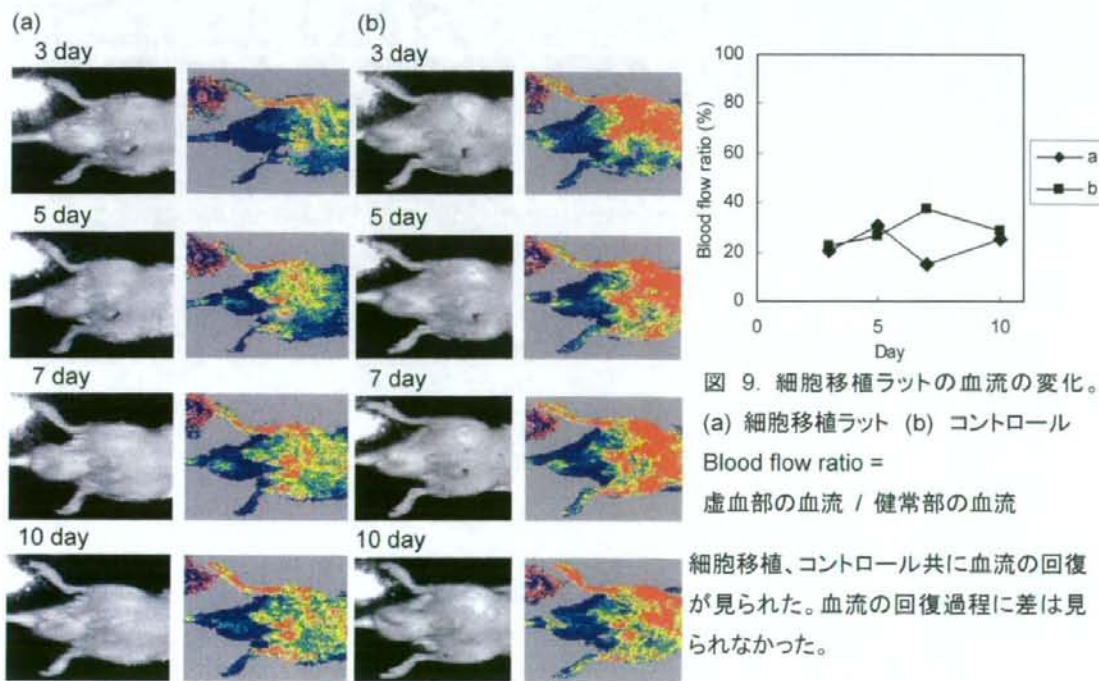 (a)
3 day
5 day
7 day
10 day
(b)
3 day
5 day
7 day
10 day
100
80
60
40
20
0
Blood flow ratio (%)
0
5
10
Day
a
b
図 9. 細胞移植ラットの血流の変化。
(a) 細胞移植ラット (b) コントロール
Blood flow ratio =
虚血部の血流 / 健常部の血流
細胞移植、コントロール共に血流の回復
が見られた。血流の回復過程に差は見
られなかった。